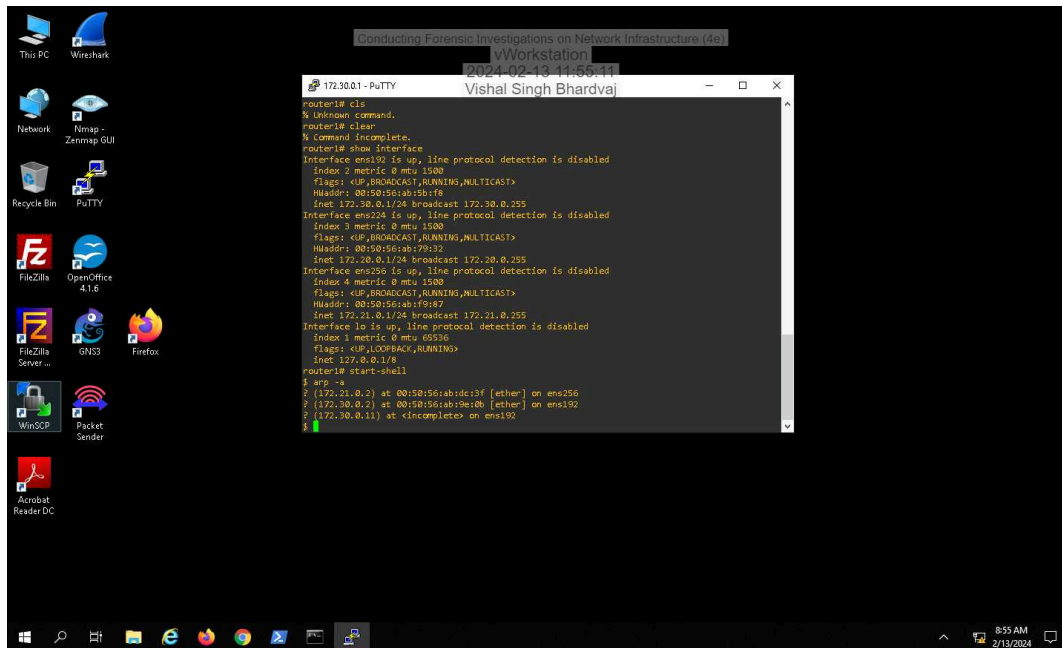 Conducting Forensic Investigations on Network Infrastructure (4e)
vWorkstation
2024-02-13 11:55:11
Vishal Singh Bhardvaj
This PC
Wireshark
Network
Nmap -
Zenmap GUI
Recycle Bin
PuTTY
FileZilla
OpenOffice
4.1.6
FileZilla
Server ...
GNS3
Firefox
WinSCP
Packet
Sender
Acrobat
Reader DC
172.30.0.1 - PuTTY
router1# cls
% Unknown command.
router1# clear
% Command incomplete.
router1# show interface
Interface ens192 is up, line protocol detection is disabled
index 2 metric 0 mtu 1500
flags: <UP,BROADCAST,RUNNING,MULTICAST>
HWaddr: 00:50:56:ab:5b:f8
inet 172.30.0.1/24 broadcast 172.30.0.255
Interface ens224 is up, line protocol detection is disabled
index 3 metric 0 mtu 1500
flags: <UP,BROADCAST,RUNNING,MULTICAST>
HWaddr: 00:50:56:ab:79:32
inet 172.20.0.1/24 broadcast 172.20.0.255
Interface ens256 is up, line protocol detection is disabled
index 4 metric 0 mtu 1500
flags: <UP,BROADCAST,RUNNING,MULTICAST>
HWaddr: 00:50:56:ab:f9:87
inet 172.21.0.1/24 broadcast 172.21.0.255
Interface lo is up, line protocol detection is disabled
index 1 metric 0 mtu 65536
flags: <UP,LOOPBACK,RUNNING>
inet 127.0.0.1/8
router1# start-shell
$ arp -a
? (172.21.0.2) at 00:50:56:ab:dc:3f [ether] on ens256
? (172.30.0.2) at 00:50:56:ab:9e:0b [ether] on ens192
? (172.30.0.11) at <incomplete> on ens192
$
8:55 AM
2/13/2024